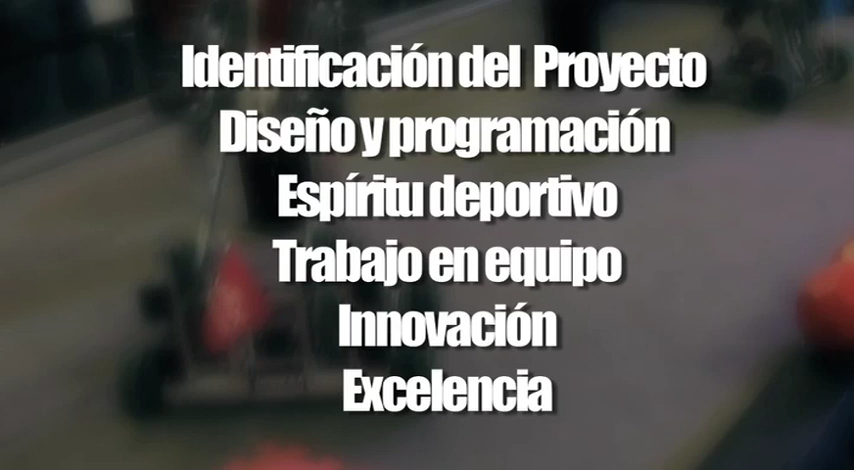 Identificación del Proyecto
Diseño y programación
Espíritu deportivo
Trabajo en equipo
Innovación
Excelencia